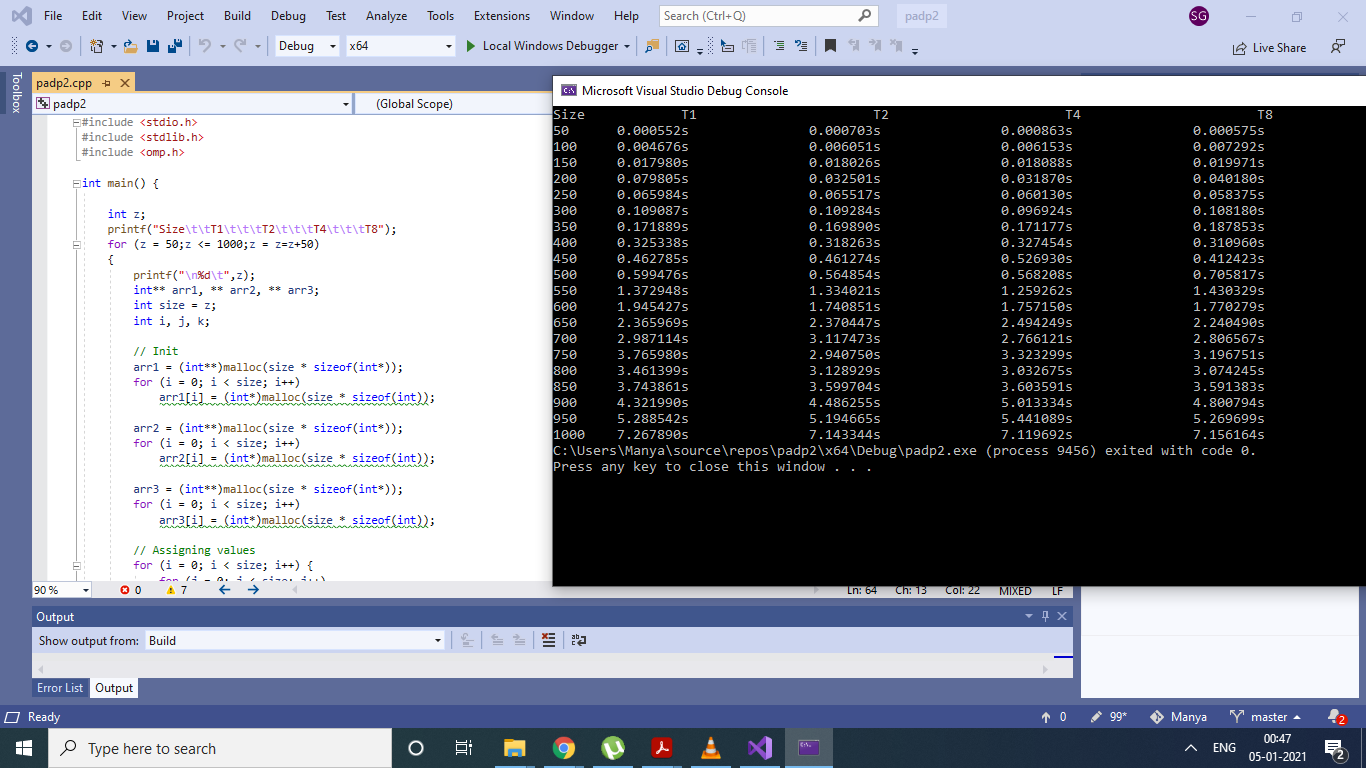 File Edit View Project Build Debug Test Analyze Tools Extensions Window Help Search (Ctrl+Q) padp2 SG
Debug x64 Local Windows Debugger Live Share
Toolbox
padp2.cpp
padp2 (Global Scope)
#include <stdio.h>
#include <stdlib.h>
#include <omp.h>
int main() {
int z;
printf("Size\t\tT1\t\t\tT2\t\t\tT4\t\t\tT8");
for (z = 50;z <= 1000;z = z=z+50)
{
printf("\n%d\t",z);
int** arr1, ** arr2, ** arr3;
int size = z;
int i, j, k;
// Init
arr1 = (int**)malloc(size * sizeof(int*));
for (i = 0; i < size; i++)
arr1[i] = (int*)malloc(size * sizeof(int));
arr2 = (int**)malloc(size * sizeof(int*));
for (i = 0; i < size; i++)
arr2[i] = (int*)malloc(size * sizeof(int));
arr3 = (int**)malloc(size * sizeof(int*));
for (i = 0; i < size; i++)
arr3[i] = (int*)malloc(size * sizeof(int));
// Assigning values
for (i = 0; i < size; i++) {
Microsoft Visual Studio Debug Console
Size T1 T2 T4 T8
50 0.000552s 0.000703s 0.000863s 0.000575s
100 0.004676s 0.006051s 0.006153s 0.007292s
150 0.017980s 0.018026s 0.018088s 0.019971s
200 0.079805s 0.032501s 0.031870s 0.040180s
250 0.065984s 0.065517s 0.060130s 0.058375s
300 0.109087s 0.109284s 0.096924s 0.108180s
350 0.171889s 0.169890s 0.171177s 0.187853s
400 0.325338s 0.318263s 0.327454s 0.310960s
450 0.462785s 0.461274s 0.526930s 0.412423s
500 0.599476s 0.564854s 0.568208s 0.705817s
550 1.372948s 1.334021s 1.259262s 1.430329s
600 1.945427s 1.740851s 1.757150s 1.770279s
650 2.365969s 2.370447s 2.494249s 2.240490s
700 2.987114s 3.117473s 2.766121s 2.806567s
750 3.765980s 2.940750s 3.323299s 3.196751s
800 3.461399s 3.128929s 3.032675s 3.074245s
850 3.743861s 3.599704s 3.603591s 3.591383s
900 4.321990s 4.486255s 5.013334s 4.800794s
950 5.288542s 5.194665s 5.441089s 5.269699s
1000 7.267890s 7.143344s 7.119692s 7.156164s
C:\Users\Manya\source\repos\padp2\x64\Debug\padp2.exe (process 9456) exited with code 0.
Press any key to close this window . . .
90 % 0 7 Ln: 64 Ch: 13 Col: 22 MIXED LF
Output
Show output from: Build
Error List Output
Ready 0 99* Manya master 2
Type here to search ENG 00:47
05-01-2021 2